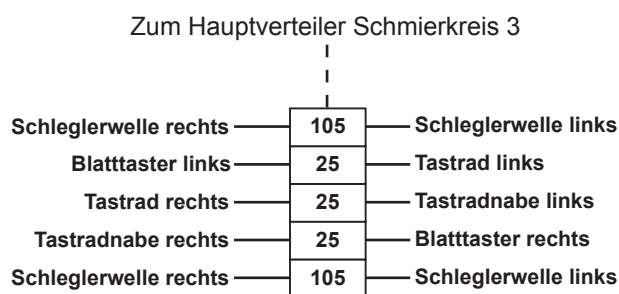 Zum Hauptverteiler Schmierkreis 3
Schleglerwelle rechts 105 Schleglerwelle links
Blatttaster links 25 Tastrad links
Tastrad rechts 25 Tastradnabe links
Tastradnabe rechts 25 Blatttaster rechts
Schleglerwelle rechts 105 Schleglerwelle links